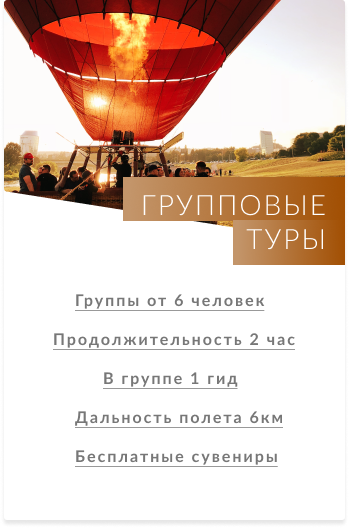 ГРУППОВЫЕ
ТУРЫ
Группы от 6 человек
Продолжительность 2 час
В группе 1 гид
Дальность полета 6км
Бесплатные сувениры